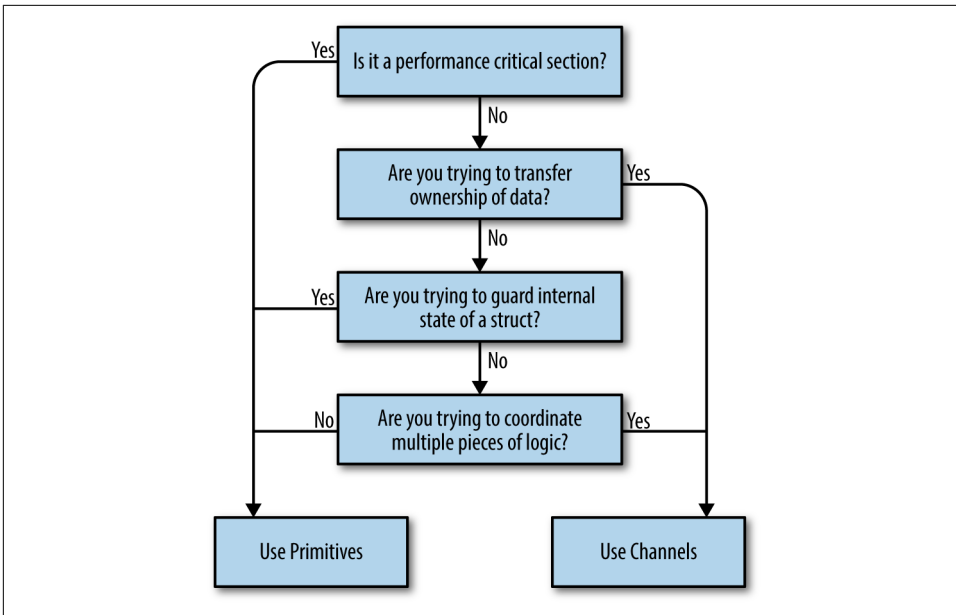 Yes
Is it a performance critical section?
No
Are you trying to transfer
ownership of data?
Yes
No
Yes
Are you trying to guard internal
state of a struct?
No
No
Are you trying to coordinate
multiple pieces of logic?
Yes
Use Primitives
Use Channels